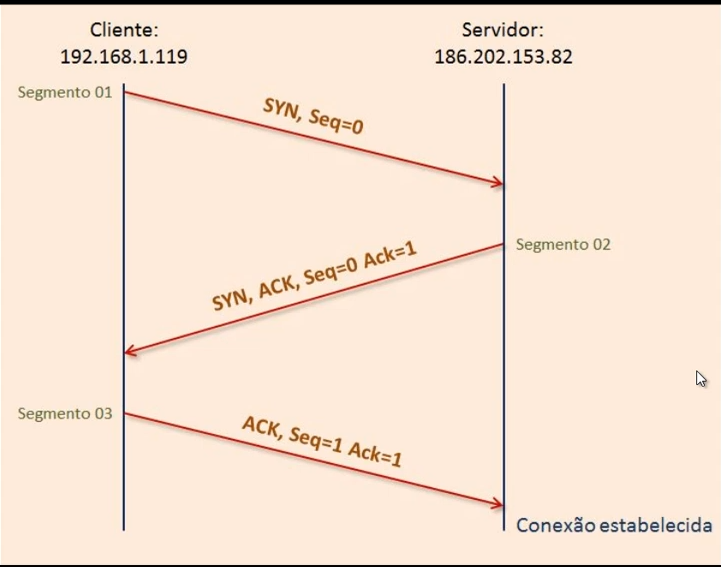 Cliente:
192.168.1.119
Servidor:
186.202.153.82
Segmento 01
SYN, Seq=0
Segmento 02
SYN, ACK, Seq=0 Ack=1
Segmento 03
ACK, Seq=1 Ack=1
Conexão estabelecida